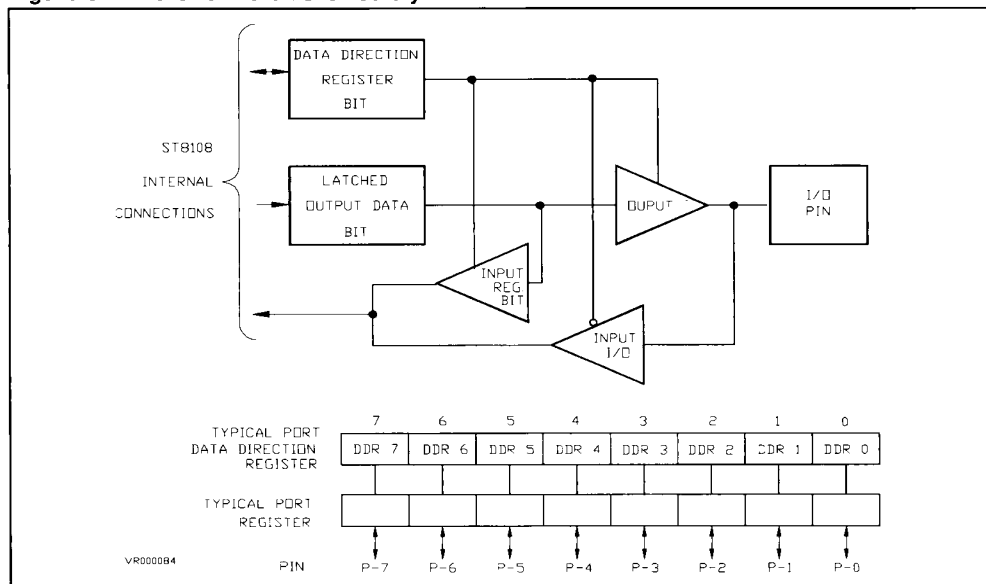 DATA DIRECTION
REGISTER
BIT
ST8108
INTERNAL
CONNECTIONS
LATCHED
OUTPUT DATA
BIT
OUPUT
I/O
PIN
INPUT
REG.
BIT
INPUT
I/O
7 6 5 4 3 2 1 0
TYPICAL PORT
DATA DIRECTION
REGISTER
DDR 7 DDR 6 DDR 5 DDR 4 DDR 3 DDR 2 DDR 1 DDR 0
TYPICAL PORT
REGISTER
VR000084
PIN P-7 P-6 P-5 P-4 P-3 P-2 P-1 P-0